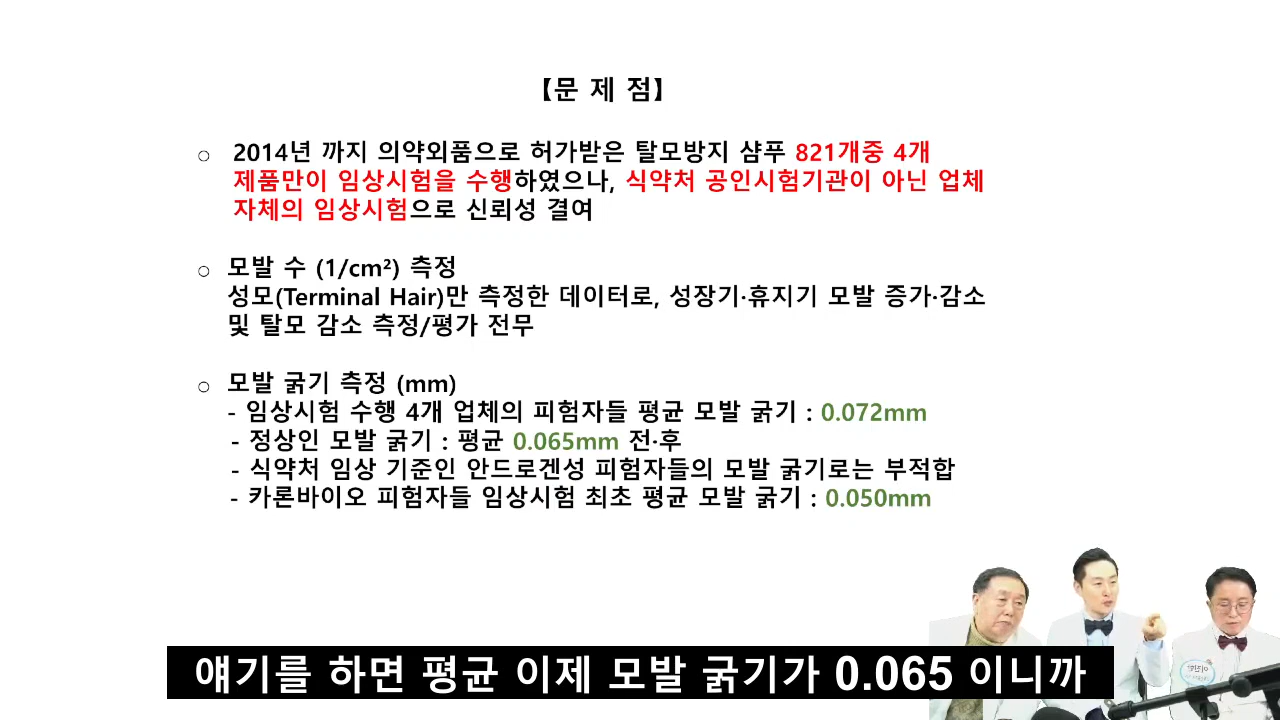 【문 제 점】
○ 2014년 까지 의약외품으로 허가받은 탈모방지 샴푸 821개중 4개
제품만이 임상시험을 수행하였으나, 식약처 공인시험기관이 아닌 업체
자체의 임상시험으로 신뢰성 결여
○ 모발 수 (1/cm²) 측정
성모(Terminal Hair)만 측정한 데이터로, 성장기·휴지기 모발 증가·감소
및 탈모 감소 측정/평가 전무
○ 모발 굵기 측정 (mm)
- 임상시험 수행 4개 업체의 피험자들 평균 모발 굵기 : 0.072mm
- 정상인 모발 굵기 : 평균 0.065mm 전·후
- 식약처 임상 기준인 안드로겐성 피험자들의 모발 굵기로는 부적합
- 카론바이오 피험자들 임상시험 최초 평균 모발 굵기 : 0.050mm
얘기를 하면 평균 이제 모발 굵기가 0.065 이니까